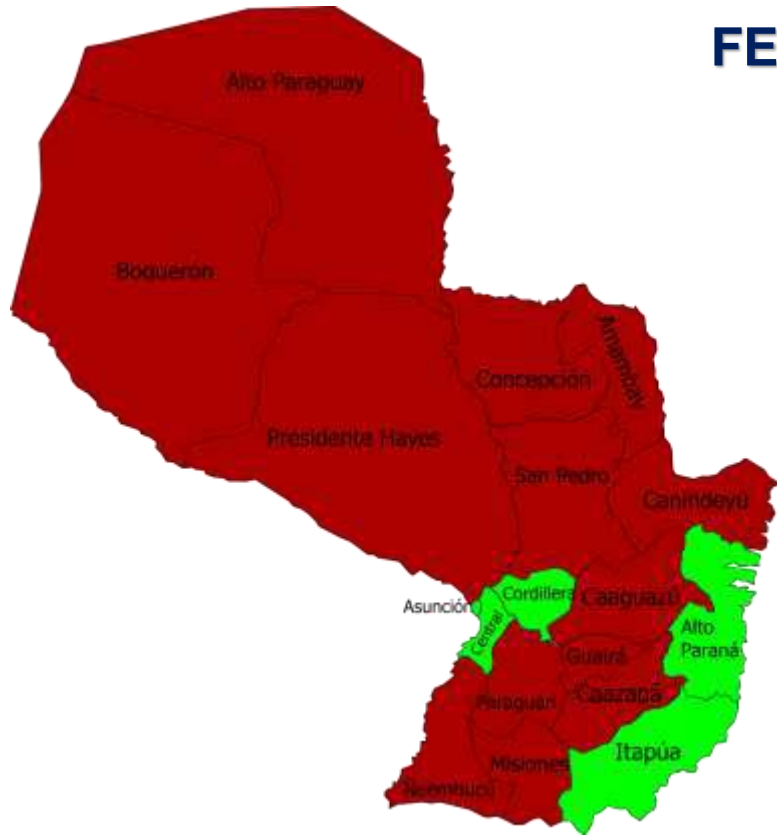 FE
Alto Paraguay
Boquerón
Amambay
Concepción
Presidente Hayes
San Pedro
Canindeyú
Cordillera
Caaguazú
Asunción
Central
Alto
Paraná
Guairá
Caazapá
Paraguari
Itapúa
Misiones
Ñeembucú